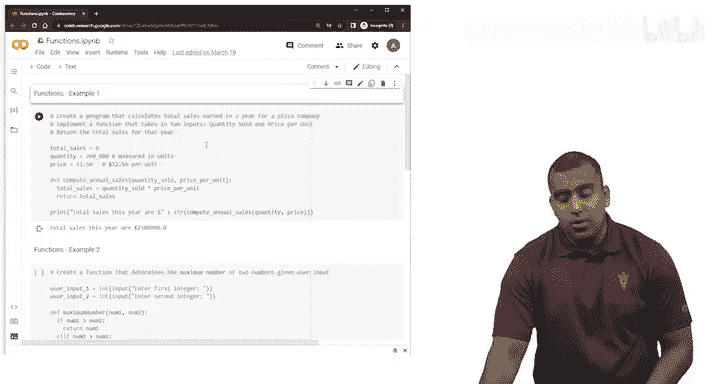 Functions.ipynb - Colaboratory
Incognito
Functions.ipynb
File Edit View Insert Runtime Tools Help Last edited on March 19
Comment Share A
+ Code + Text Connect Editing
Functions - Example 1
# Create a program that calculates total sales earned in a year for a pizza company
# Implement a function that takes in two inputs: Quantity Sold and Price per Unit
# Return the total sales for that year
total_sales = 0
quantity = 200_000 # measured in units
price = 12.50 # $12.50 per unit
def compute_annual_sales(quantity_sold, price_per_unit):
total_sales = quantity_sold * price_per_unit
return total_sales
print("Total sales this year are $" + str(compute_annual_sales(quantity, price)))
Total sales this year are $2500000.0
Functions - Example 2
[ ] # Create a function that determines the maximum number of two numbers given user input
user_input_1 = int(input("Enter first integer: "))
user_input_2 = int(input("Enter second integer: "))
def maximumNumber(num1, num2):
if num1 > num2:
return num1
elif num2 > num1: